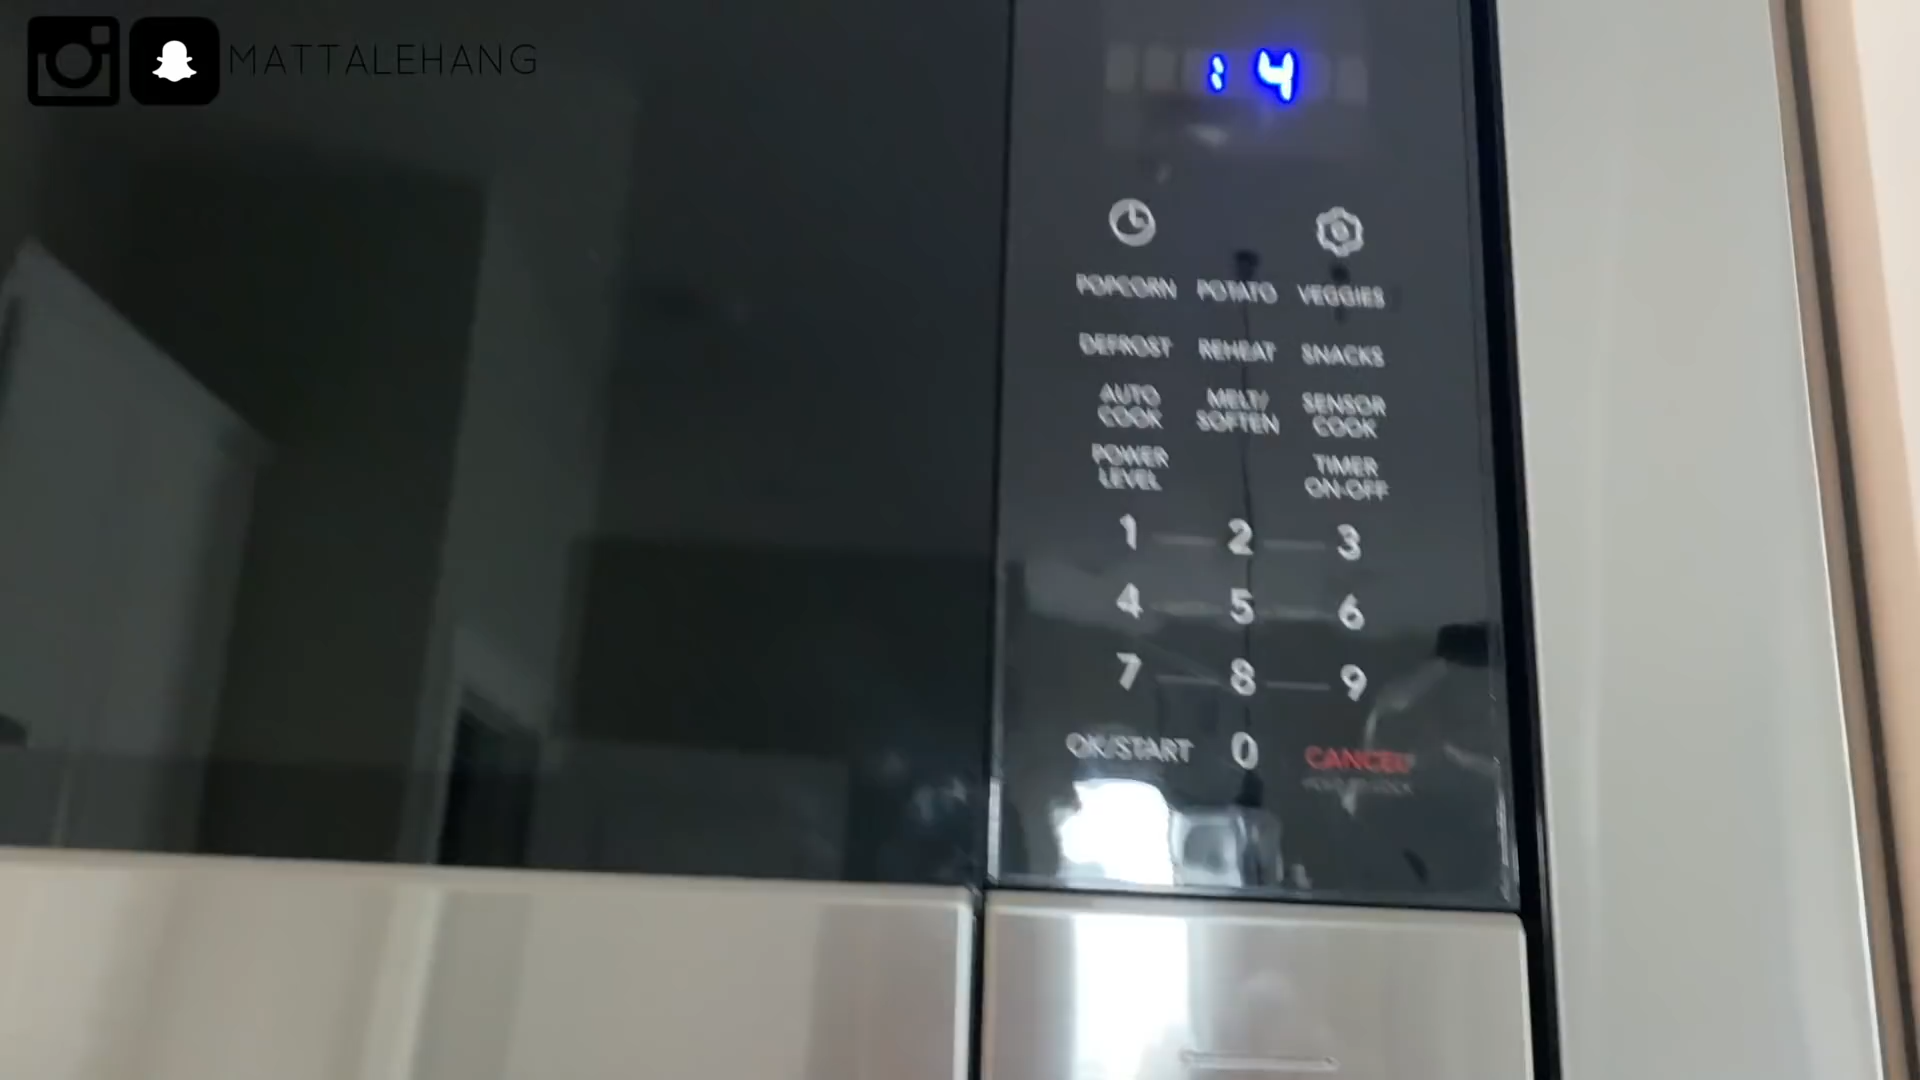 MATTALEHANG
: 4
POPCORN POTATO VEGGIES
DEFROST REHEAT SNACKS
AUTO COOK MELT/ SOFTEN SENSOR COOK
POWER LEVEL TIMER ON-OFF
1 2 3
4 5 6
7 8 9
OK/START 0 CANCEL